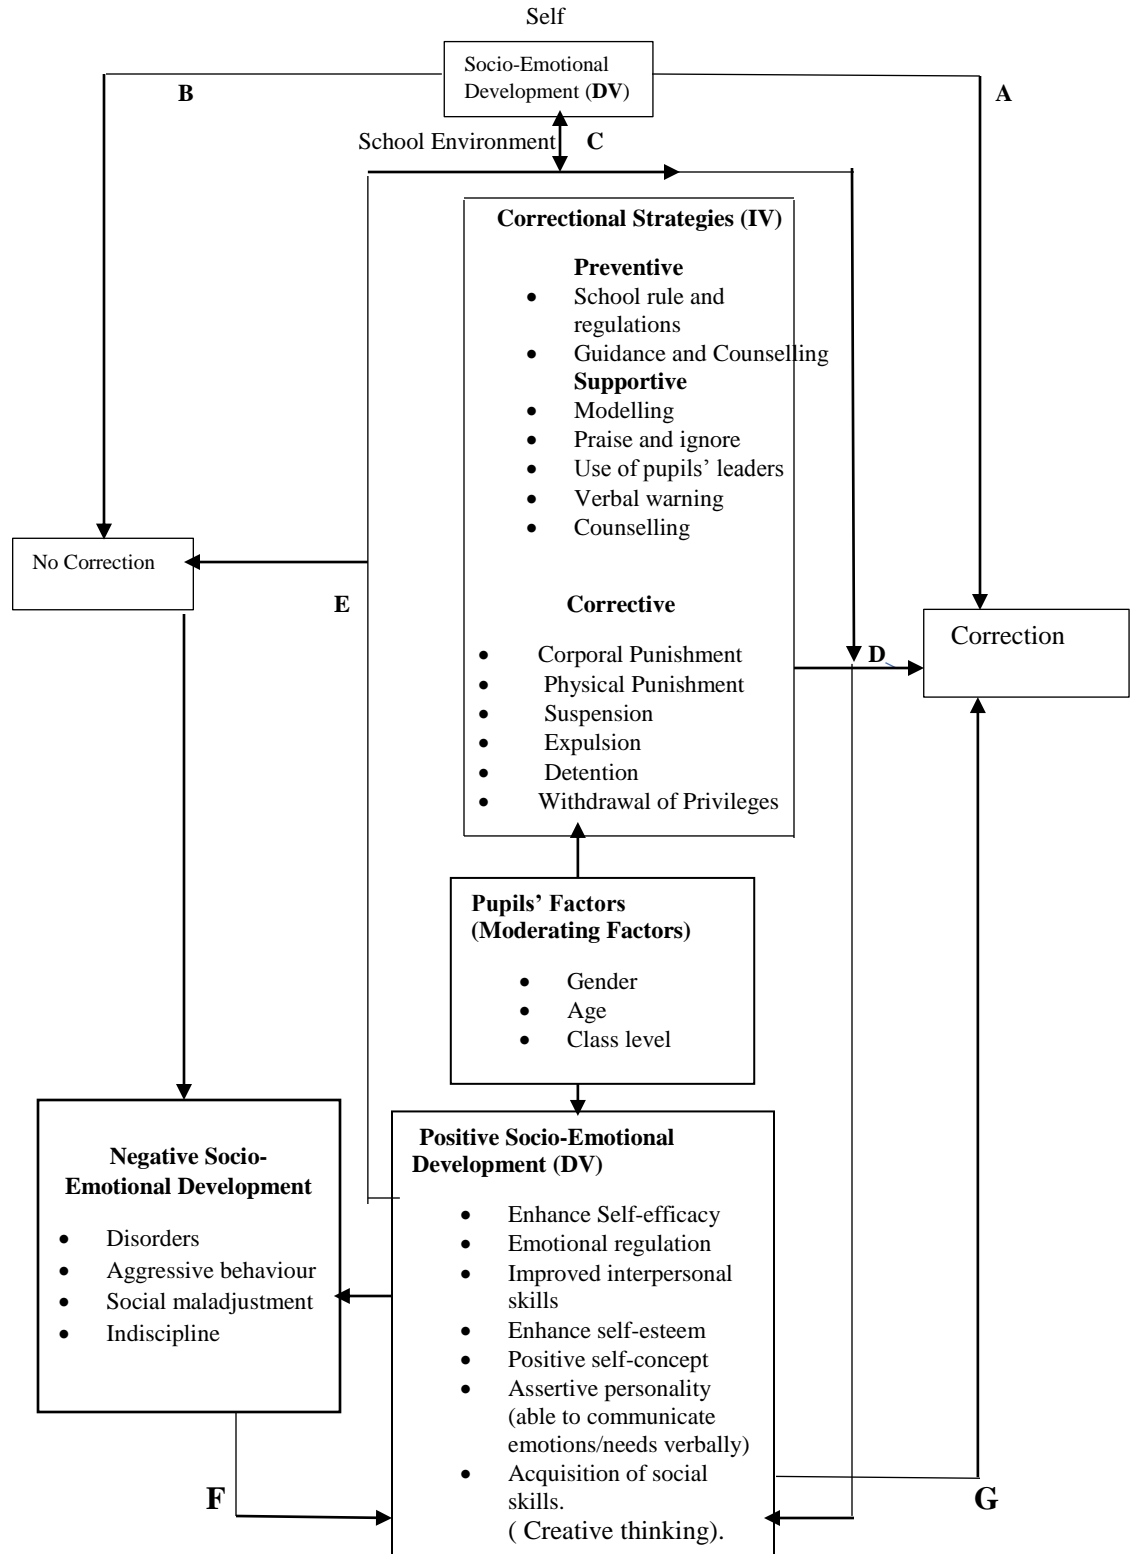 Self
Socio-Emotional
Development (DV)
B
A
School Environment
C
Correctional Strategies (IV)
Preventive
• School rule and
regulations
• Guidance and Counselling
Supportive
• Modelling
• Praise and ignore
• Use of pupils’ leaders
• Verbal warning
• Counselling
No Correction
E
Corrective
Correction
D
• Corporal Punishment
• Physical Punishment
• Suspension
• Expulsion
• Detention
• Withdrawal of Privileges
Pupils’ Factors
(Moderating Factors)
• Gender
• Age
• Class level
Negative Socio-
Emotional Development
• Disorders
• Aggressive behaviour
• Social maladjustment
• Indiscipline
Positive Socio-Emotional
Development (DV)
• Enhance Self-efficacy
• Emotional regulation
• Improved interpersonal
skills
• Enhance self-esteem
• Positive self-concept
• Assertive personality
(able to communicate
emotions/needs verbally)
• Acquisition of social
skills.
( Creative thinking).
F
G